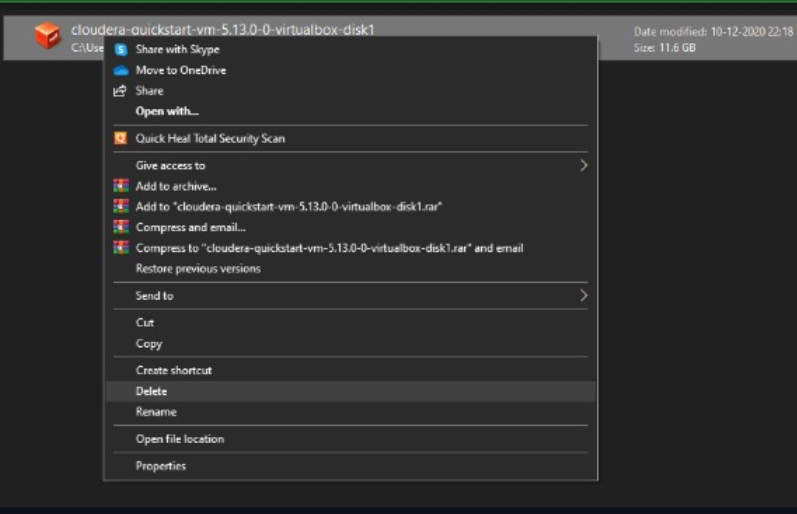 cloudera-quickstart-vm-5.13.0-0-virtualbox-disk1
Date modified: 10-12-2020 22:18
C:\Use
Size: 11.6 GB
Share with Skype
Move to OneDrive
Share
Open with...
Quick Heal Total Security Scan
Give access to
Add to archive...
Add to "cloudera-quickstart-vm-5.13.0-0-virtualbox-disk1.rar"
Compress and email...
Compress to "cloudera-quickstart-vm-5.13.0-0-virtualbox-disk1.rar" and email
Restore previous versions
Send to
Cut
Copy
Create shortcut
Delete
Rename
Open file location
Properties